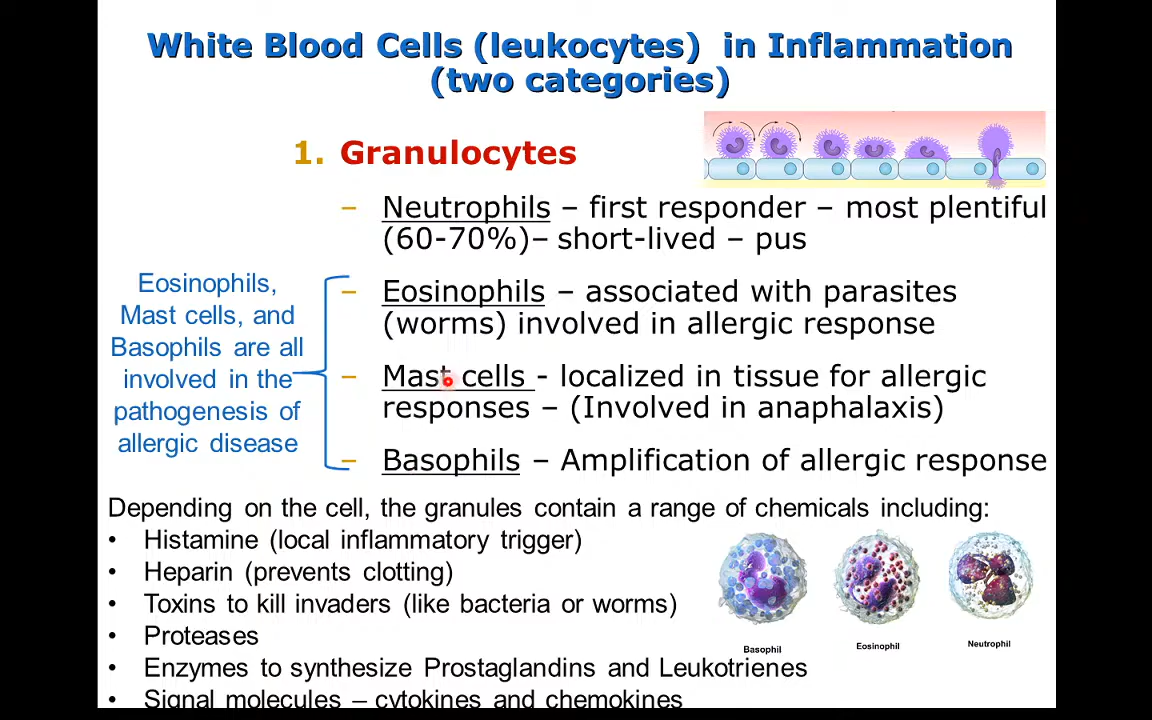 White Blood Cells (leukocytes) in Inflammation
(two categories)
1. Granulocytes
– Neutrophils – first responder – most plentiful
(60-70%)– short-lived – pus
– Eosinophils – associated with parasites
(worms) involved in allergic response
– Mast cells - localized in tissue for allergic
responses – (Involved in anaphalaxis)
– Basophils – Amplification of allergic response
Eosinophils,
Mast cells, and
Basophils are all
involved in the
pathogenesis of
allergic disease
Depending on the cell, the granules contain a range of chemicals including:
• Histamine (local inflammatory trigger)
• Heparin (prevents clotting)
• Toxins to kill invaders (like bacteria or worms)
• Proteases
• Enzymes to synthesize Prostaglandins and Leukotrienes
• Signal molecules – cytokines and chemokines
Basophil
Eosinophil
Neutrophil